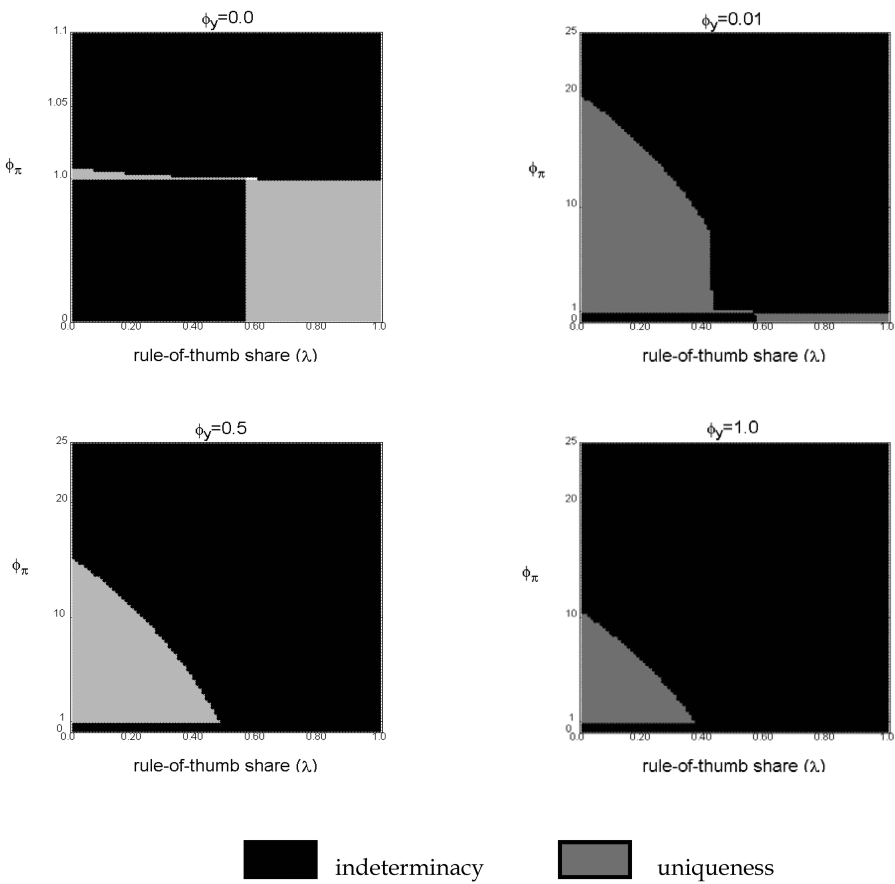 ϕy=0.0
1.1
1.05
ϕπ
1.0
0
0.0 0.20 0.40 0.60 0.80 1.0
rule-of-thumb share (λ)
ϕy=0.01
25
20
ϕπ
10
1
0
0.0 0.20 0.40 0.60 0.80 1.0
rule-of-thumb share (λ)
ϕy=0.5
25
20
ϕπ
10
1
0
0.0 0.20 0.40 0.60 0.80 1.0
rule-of-thumb share (λ)
ϕy=1.0
25
20
ϕπ
10
1
0
0.0 0.20 0.40 0.60 0.80 1.0
rule-of-thumb share (λ)
indeterminacy uniqueness